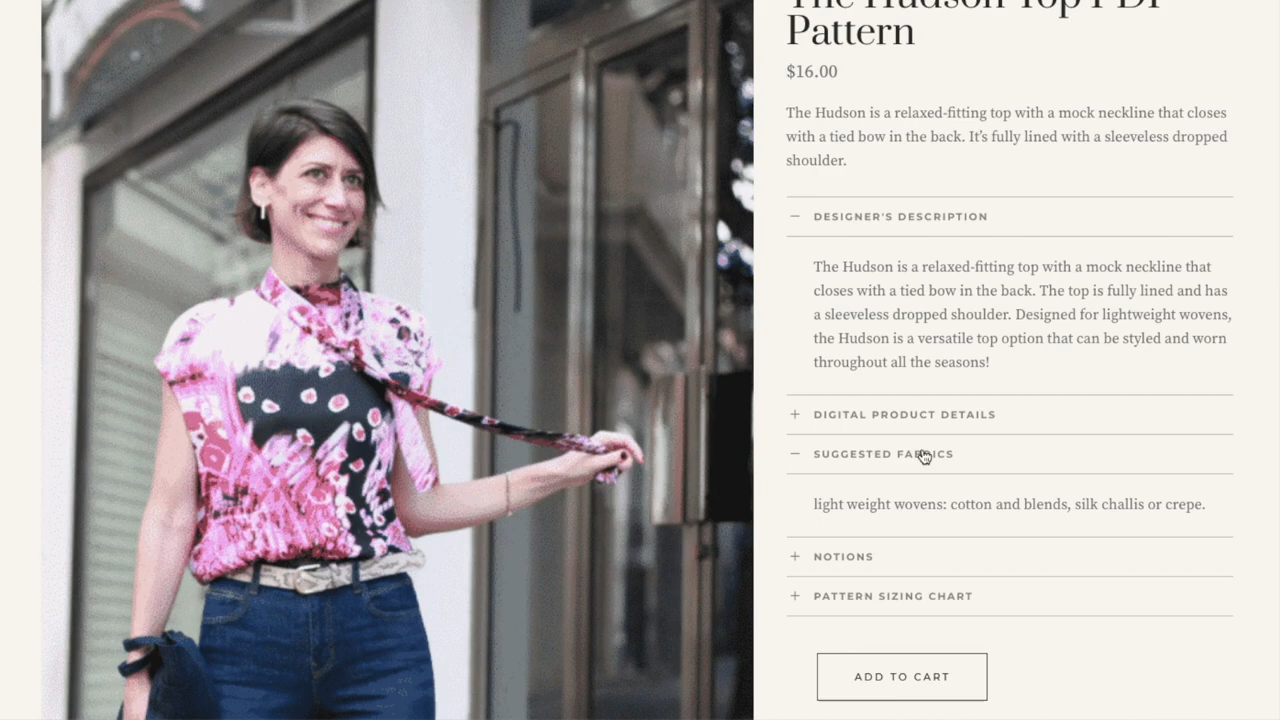 The Hudson Top PDF
Pattern
$16.00
The Hudson is a relaxed-fitting top with a mock neckline that closes
with a tied bow in the back. It’s fully lined with a sleeveless dropped
shoulder.
− DESIGNER'S DESCRIPTION
The Hudson is a relaxed-fitting top with a mock neckline that
closes with a tied bow in the back. The top is fully lined and has
a sleeveless dropped shoulder. Designed for lightweight wovens,
the Hudson is a versatile top option that can be styled and worn
throughout all the seasons!
+ DIGITAL PRODUCT DETAILS
− SUGGESTED FABRICS
light weight wovens: cotton and blends, silk challis or crepe.
+ NOTIONS
+ PATTERN SIZING CHART
ADD TO CART